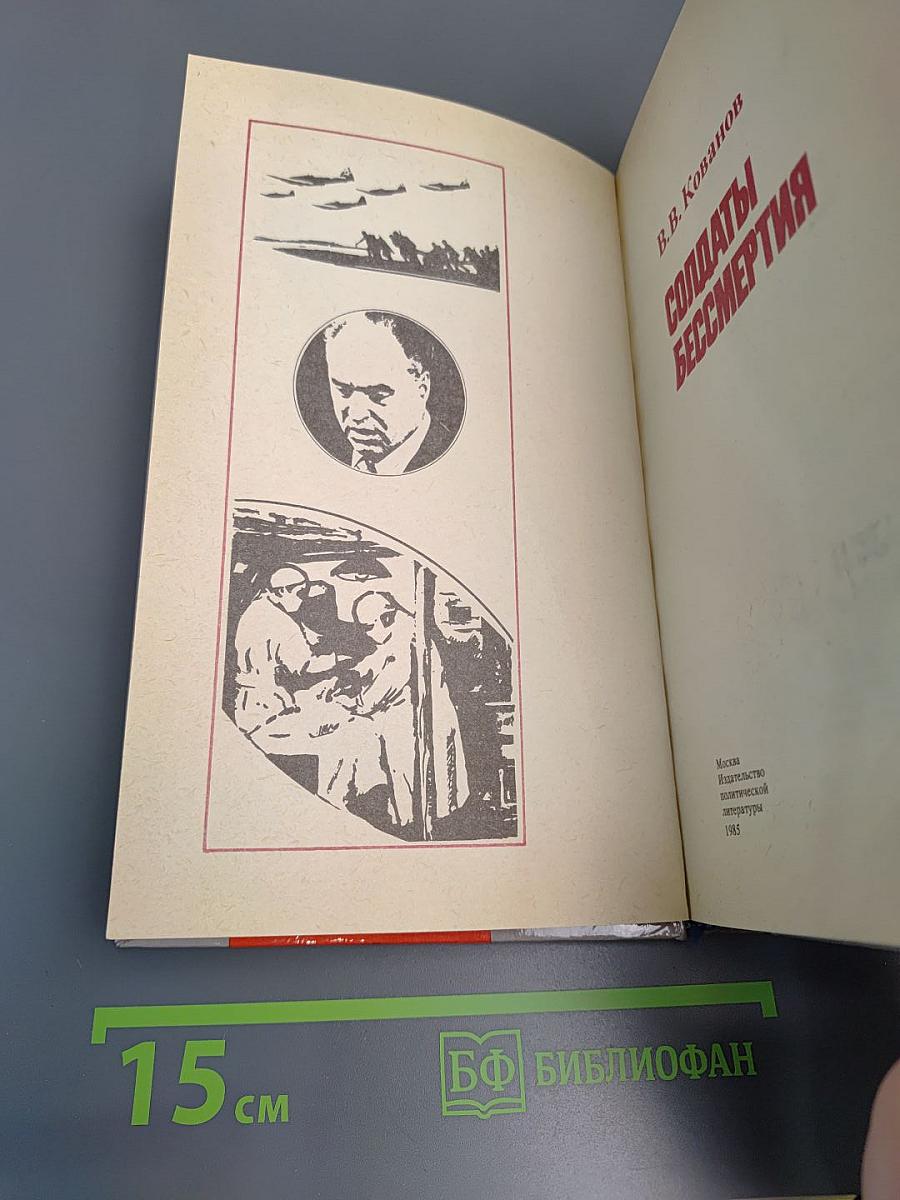 В. В. Кованов
СОЛДАТЫ
БЕССМЕРТИЯ
Москва
Издательство
политической
литературы
1985
15 см
БФ БИБЛИОФАН